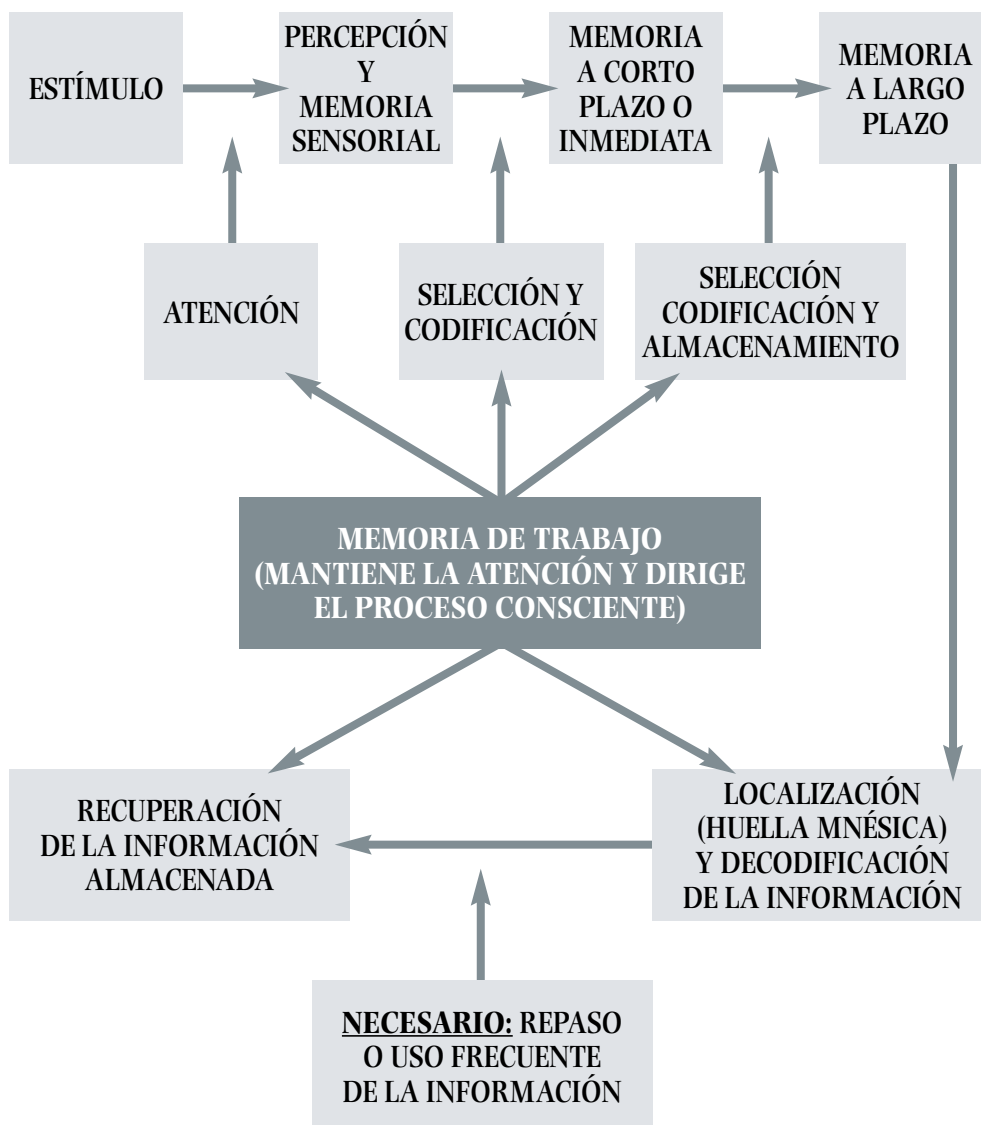 ESTÍMULO
PERCEPCIÓN
Y
MEMORIA
SENSORIAL
MEMORIA
A CORTO
PLAZO O
INMEDIATA
MEMORIA
A LARGO
PLAZO
ATENCIÓN
SELECCIÓN Y
CODIFICACIÓN
SELECCIÓN
CODIFICACIÓN Y
ALMACENAMIENTO
MEMORIA DE TRABAJO
(MANTIENE LA ATENCIÓN Y DIRIGE
EL PROCESO CONSCIENTE)
RECUPERACIÓN
DE LA INFORMACIÓN
ALMACENADA
LOCALIZACIÓN
(HUELLA MNÉSICA)
Y DECODIFICACIÓN
DE LA INFORMACIÓN
NECESARIO: REPASO
O USO FRECUENTE
DE LA INFORMACIÓN